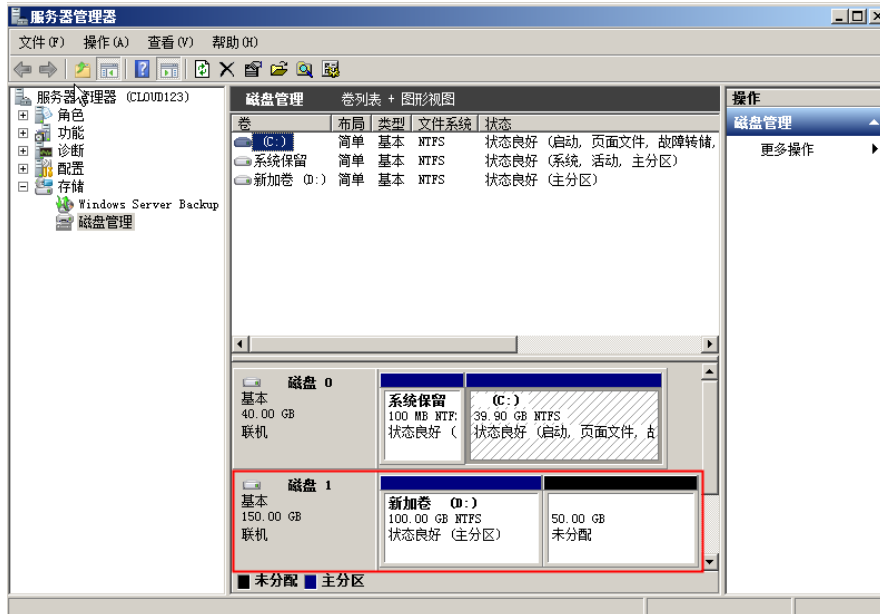 服务器管理器
文件(F) 操作(A) 查看(V) 帮助(H)
服务器管理器 (CLOUD123)
角色
功能
诊断
配置
存储
Windows Server Backup
磁盘管理
磁盘管理 卷列表 + 图形视图
卷 布局 类型 文件系统 状态
(C:) 简单 基本 NTFS 状态良好 (启动, 页面文件, 故障转储,
系统保留 简单 基本 NTFS 状态良好 (系统, 活动, 主分区)
新加卷 (D:) 简单 基本 NTFS 状态良好 (主分区)
磁盘 0
基本
40.00 GB
联机
系统保留
100 MB NTF:
状态良好 (
(C:)
39.90 GB NTFS
状态良好 (启动, 页面文件, 故
磁盘 1
基本
150.00 GB
联机
新加卷 (D:)
100.00 GB NTFS
状态良好 (主分区)
50.00 GB
未分配
未分配 主分区
操作
磁盘管理
更多操作